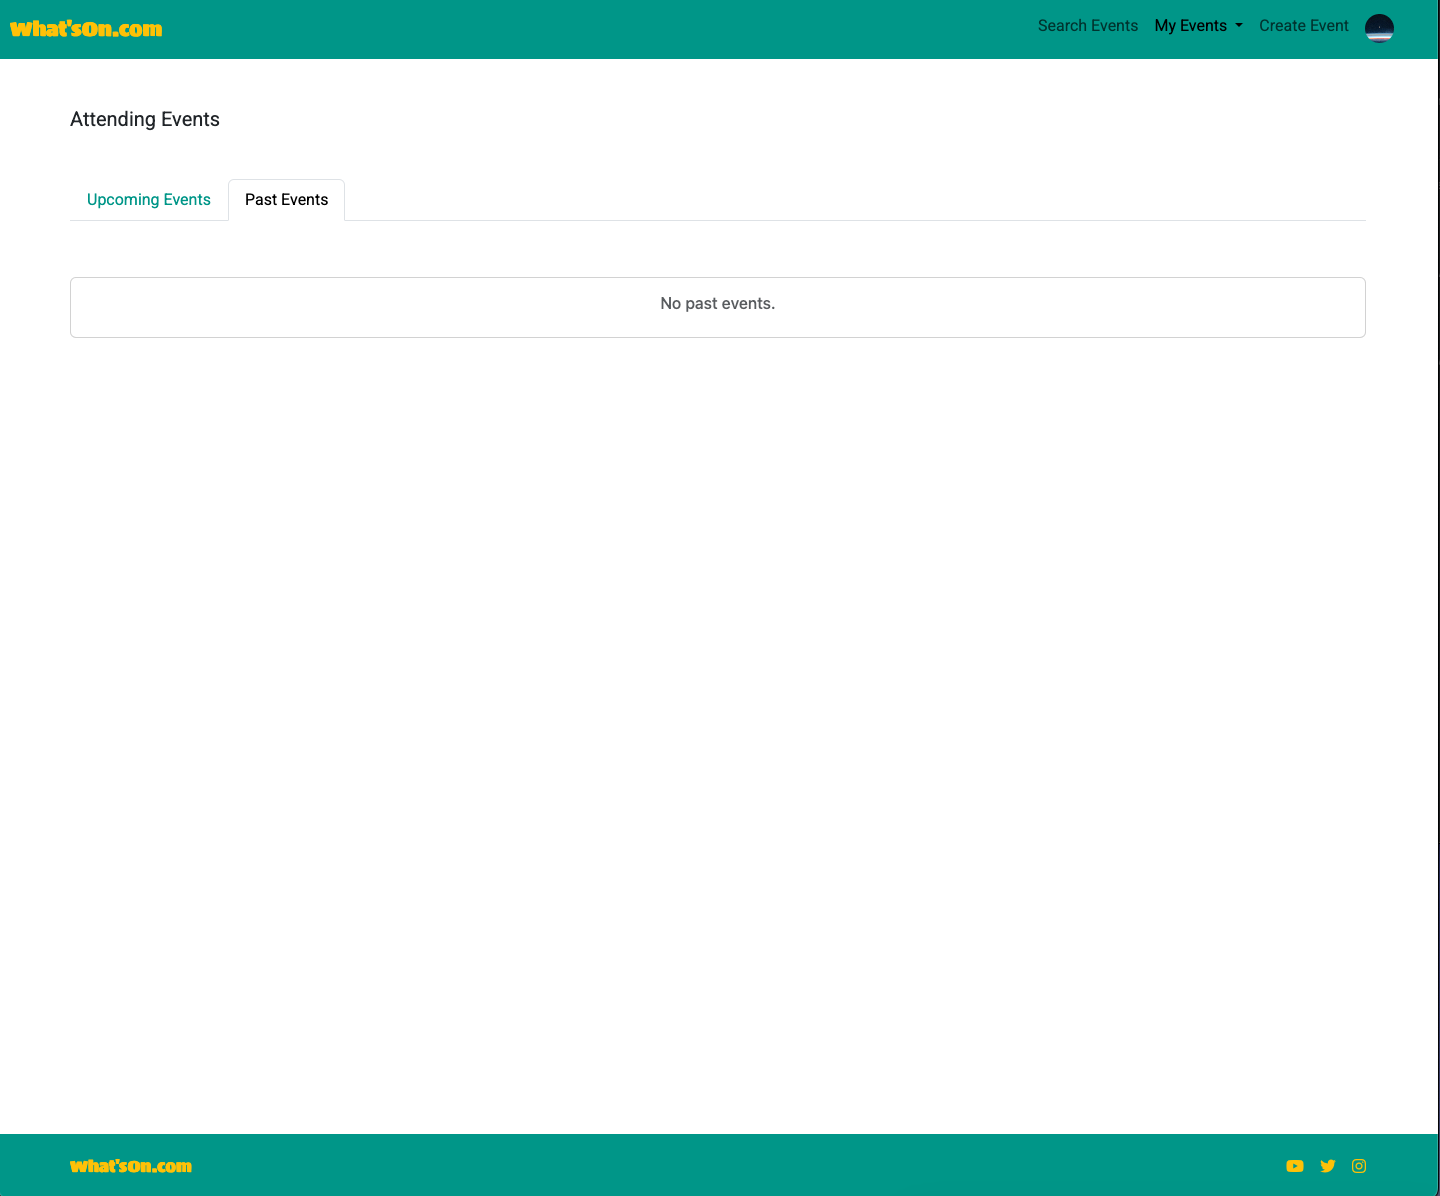 What'sOn.com
Search Events My Events Create Event
Attending Events
Upcoming Events Past Events
No past events.
What'sOn.com